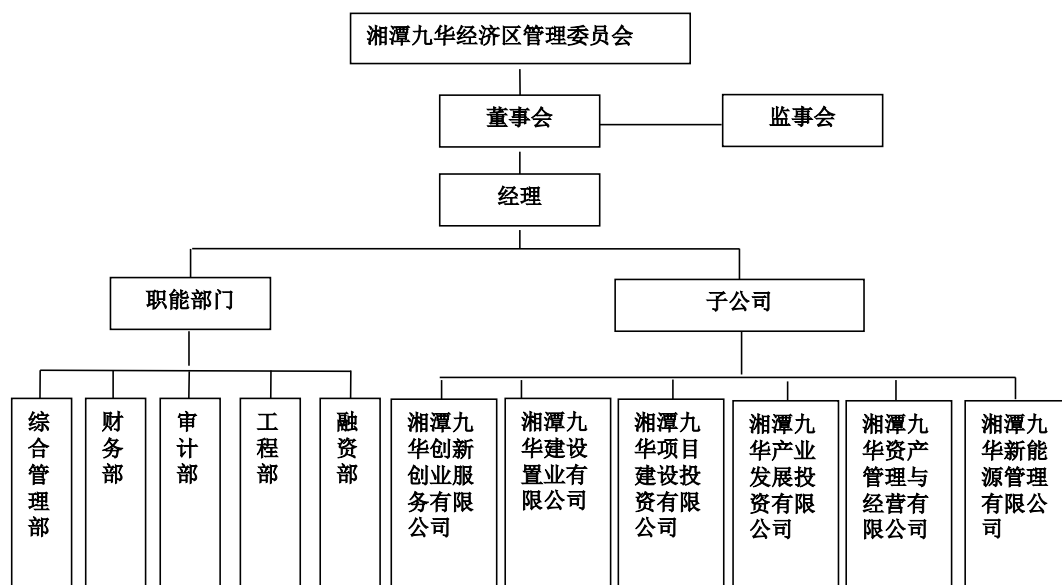 湘潭九华经济区管理委员会
董事会
监事会
经理
职能部门
子公司
综
合
管
理
部
财
务
部
审
计
部
工
程
部
融
资
部
湘潭九
华创新
创业服
务有限
公司
湘潭九
华建设
置业有
限公司
湘潭九
华项目
建设投
资有限
公司
湘潭九
华产业
发展投
资有限
公司
湘潭九
华资产
管理与
经营有
限公司
湘潭九
华新能
源管理
有限公
司